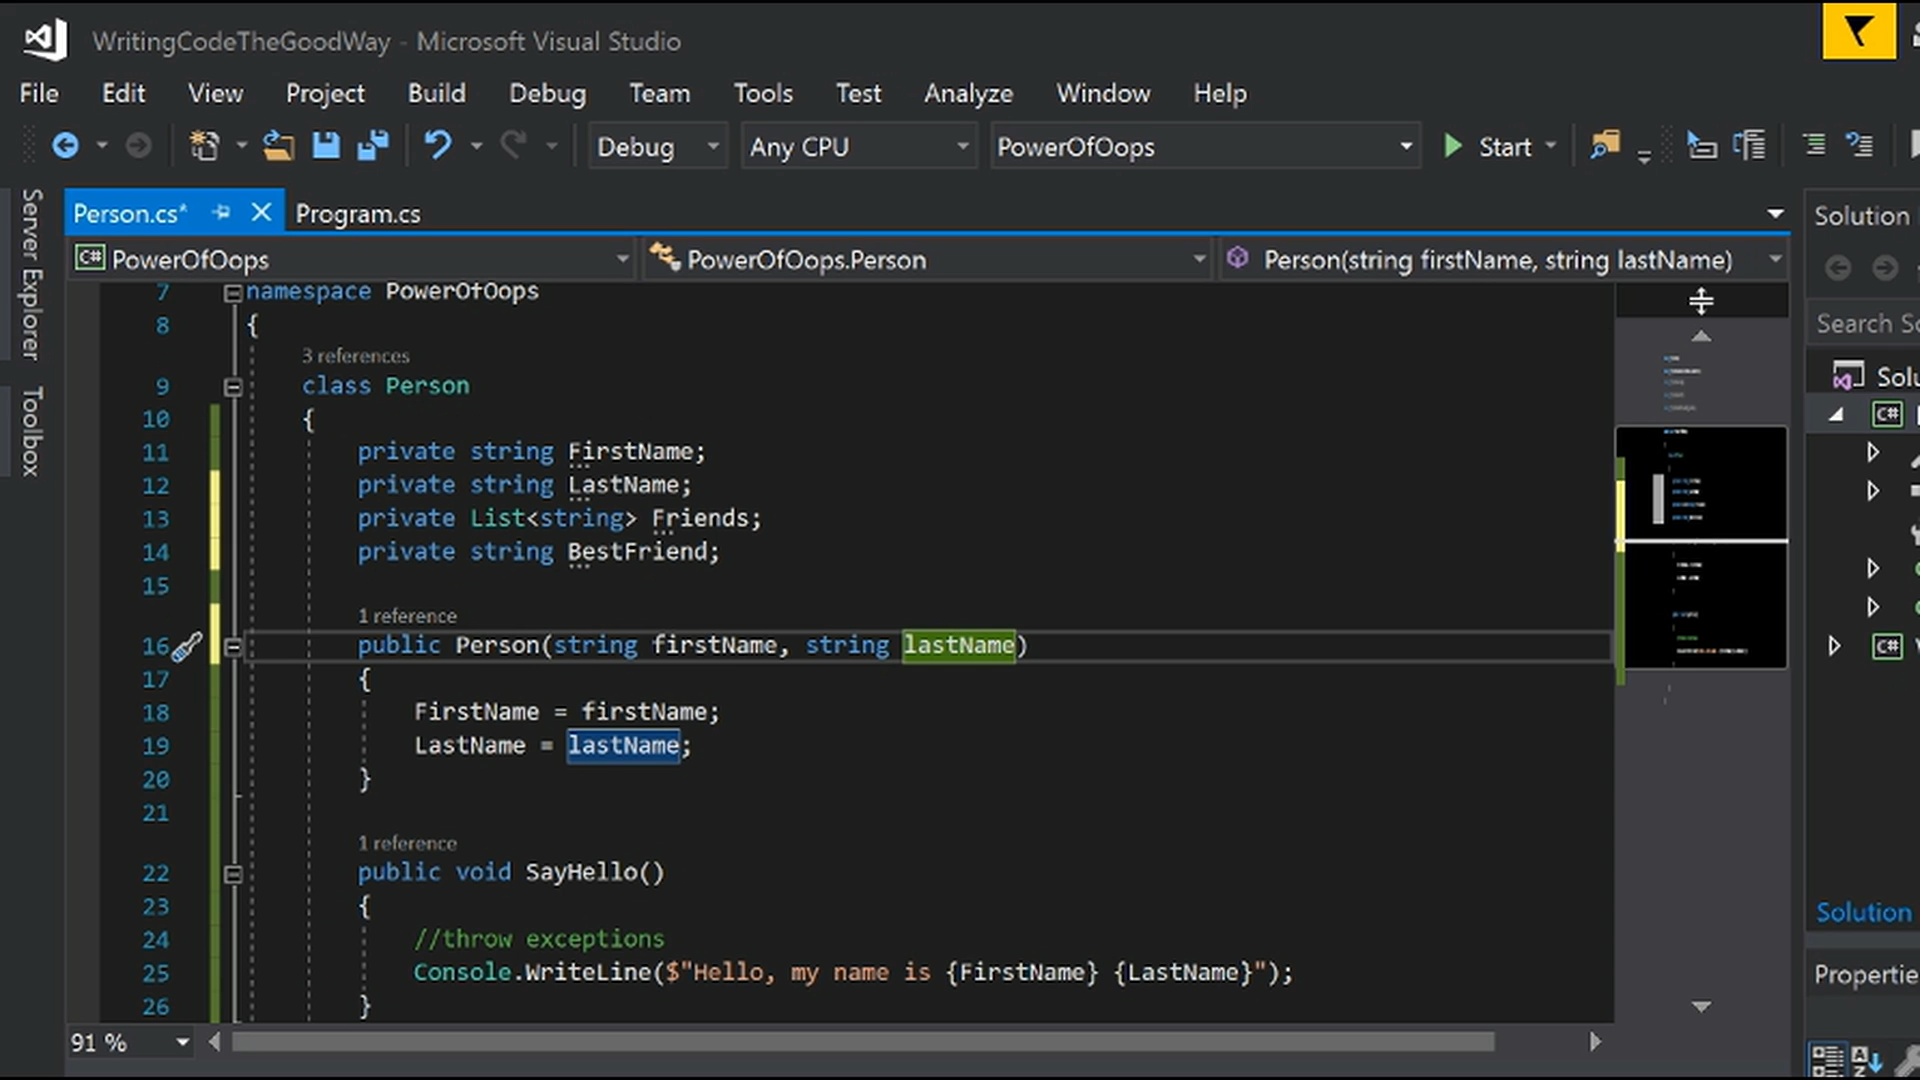 WritingCodeTheGoodWay - Microsoft Visual Studio
File Edit View Project Build Debug Team Tools Test Analyze Window Help
Debug Any CPU PowerOfOops Start
Server Explorer
Toolbox
Person.cs* Program.cs
C# PowerOfOops PowerOfOops.Person Person(string firstName, string lastName)
7 namespace PowerOfOops
8 {
3 references
9 class Person
10 {
11 private string FirstName;
12 private string LastName;
13 private List<string> Friends;
14 private string BestFriend;
15
1 reference
16 public Person(string firstName, string lastName)
17 {
18 FirstName = firstName;
19 LastName = lastName;
20 }
21
1 reference
22 public void SayHello()
23 {
24 //throw exceptions
25 Console.WriteLine($"Hello, my name is {FirstName} {LastName}");
26 }
91 %
Solution
Search So
Solu
C#
C#
Solution
Propertie